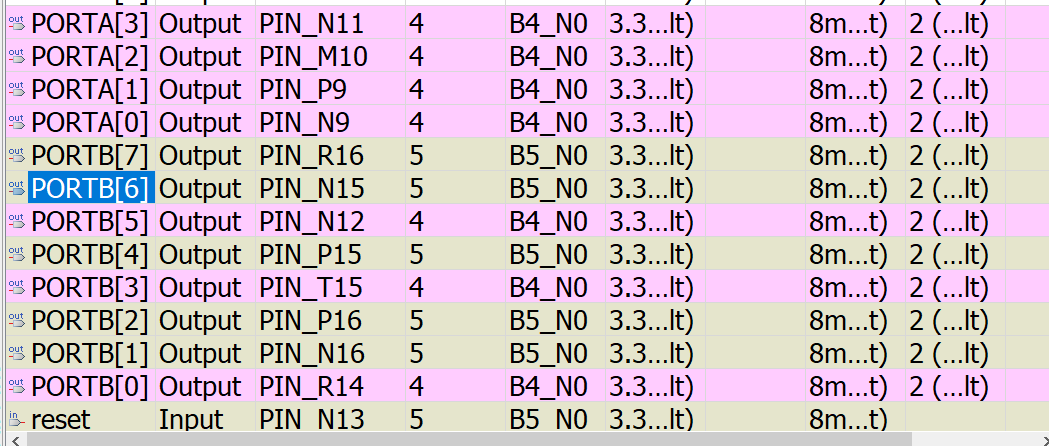 out PORTA[3] Output PIN_N11 4 B4_N0 3.3...lt) 8m...t) 2 (...lt)
out PORTA[2] Output PIN_M10 4 B4_N0 3.3...lt) 8m...t) 2 (...lt)
out PORTA[1] Output PIN_P9 4 B4_N0 3.3...lt) 8m...t) 2 (...lt)
out PORTA[0] Output PIN_N9 4 B4_N0 3.3...lt) 8m...t) 2 (...lt)
out PORTB[7] Output PIN_R16 5 B5_N0 3.3...lt) 8m...t) 2 (...lt)
out PORTB[6] Output PIN_N15 5 B5_N0 3.3...lt) 8m...t) 2 (...lt)
out PORTB[5] Output PIN_N12 4 B4_N0 3.3...lt) 8m...t) 2 (...lt)
out PORTB[4] Output PIN_P15 5 B5_N0 3.3...lt) 8m...t) 2 (...lt)
out PORTB[3] Output PIN_T15 4 B4_N0 3.3...lt) 8m...t) 2 (...lt)
out PORTB[2] Output PIN_P16 5 B5_N0 3.3...lt) 8m...t) 2 (...lt)
out PORTB[1] Output PIN_N16 5 B5_N0 3.3...lt) 8m...t) 2 (...lt)
out PORTB[0] Output PIN_R14 4 B4_N0 3.3...lt) 8m...t) 2 (...lt)
in reset Input PIN_N13 5 B5_N0 3.3...lt) 8m...t)